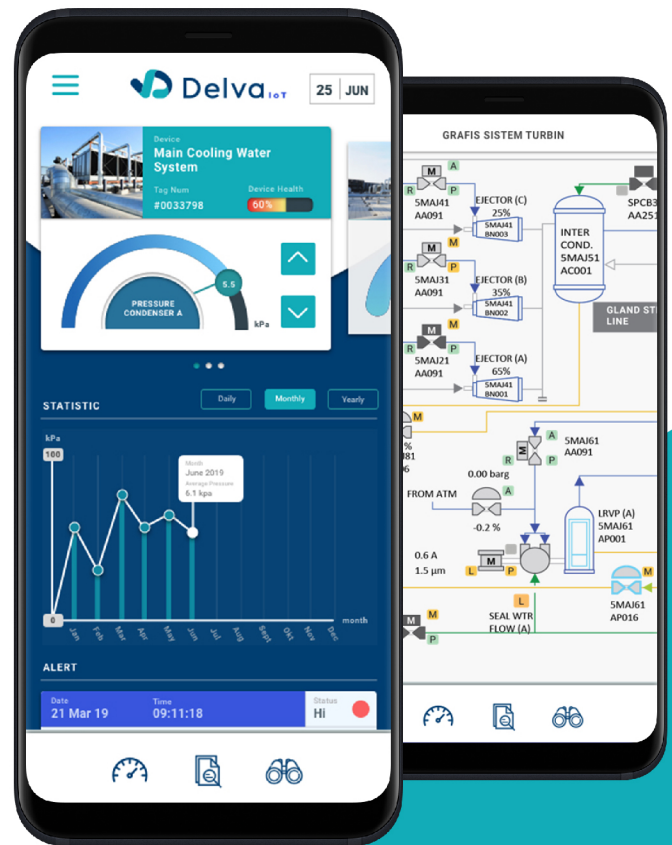 Delva IoT
25 JUN
Device
Main Cooling Water
System
Tag Num
Device Health
#0033798
60%
5.5
PRESSURE
CONDENSER A
kPa
STATISTIC
Daily
Monthly
Yearly
kPa
100
Month
June 2019
Average Pressure
6.1 kpa
0
month
Jan
Feb
Mar
Apr
May
Jun
Jul
Aug
Sept
Okt
Nov
Dec
ALERT
Date
Time
Status
21 Mar 19
09:11:18
Hi
GRAFIS SISTEM TURBIN
M
A
R
P
5MAJ41
AA091
EJECTOR (C)
25%
5MAJ41
BN003
SPCB3
AA251
INTER
COND.
5MAJ51
AC001
M
M
R
P
5MAJ31
AA091
EJECTOR (B)
35%
5MAJ41
BN002
GLAND ST
LINE
M
M
R
P
5MAJ21
AA091
EJECTOR (A)
65%
5MAJ41
BN001
M
%
J81
6
A
M
R
P
5MAJ61
AA091
0.00 barg
FROM ATM
A
-0.2 %
LRVP (A)
5MAJ61
AP001
0.6 A
1.5 µm
M
L
P
M
5MAJ61
AP016
L
SEAL WTR
FLOW (A)
M
M
P